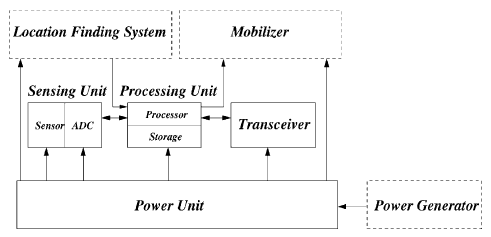 Location Finding System
Mobilizer
Sensing Unit
Processing Unit
Sensor
ADC
Processor
Storage
Transceiver
Power Unit
Power Generator